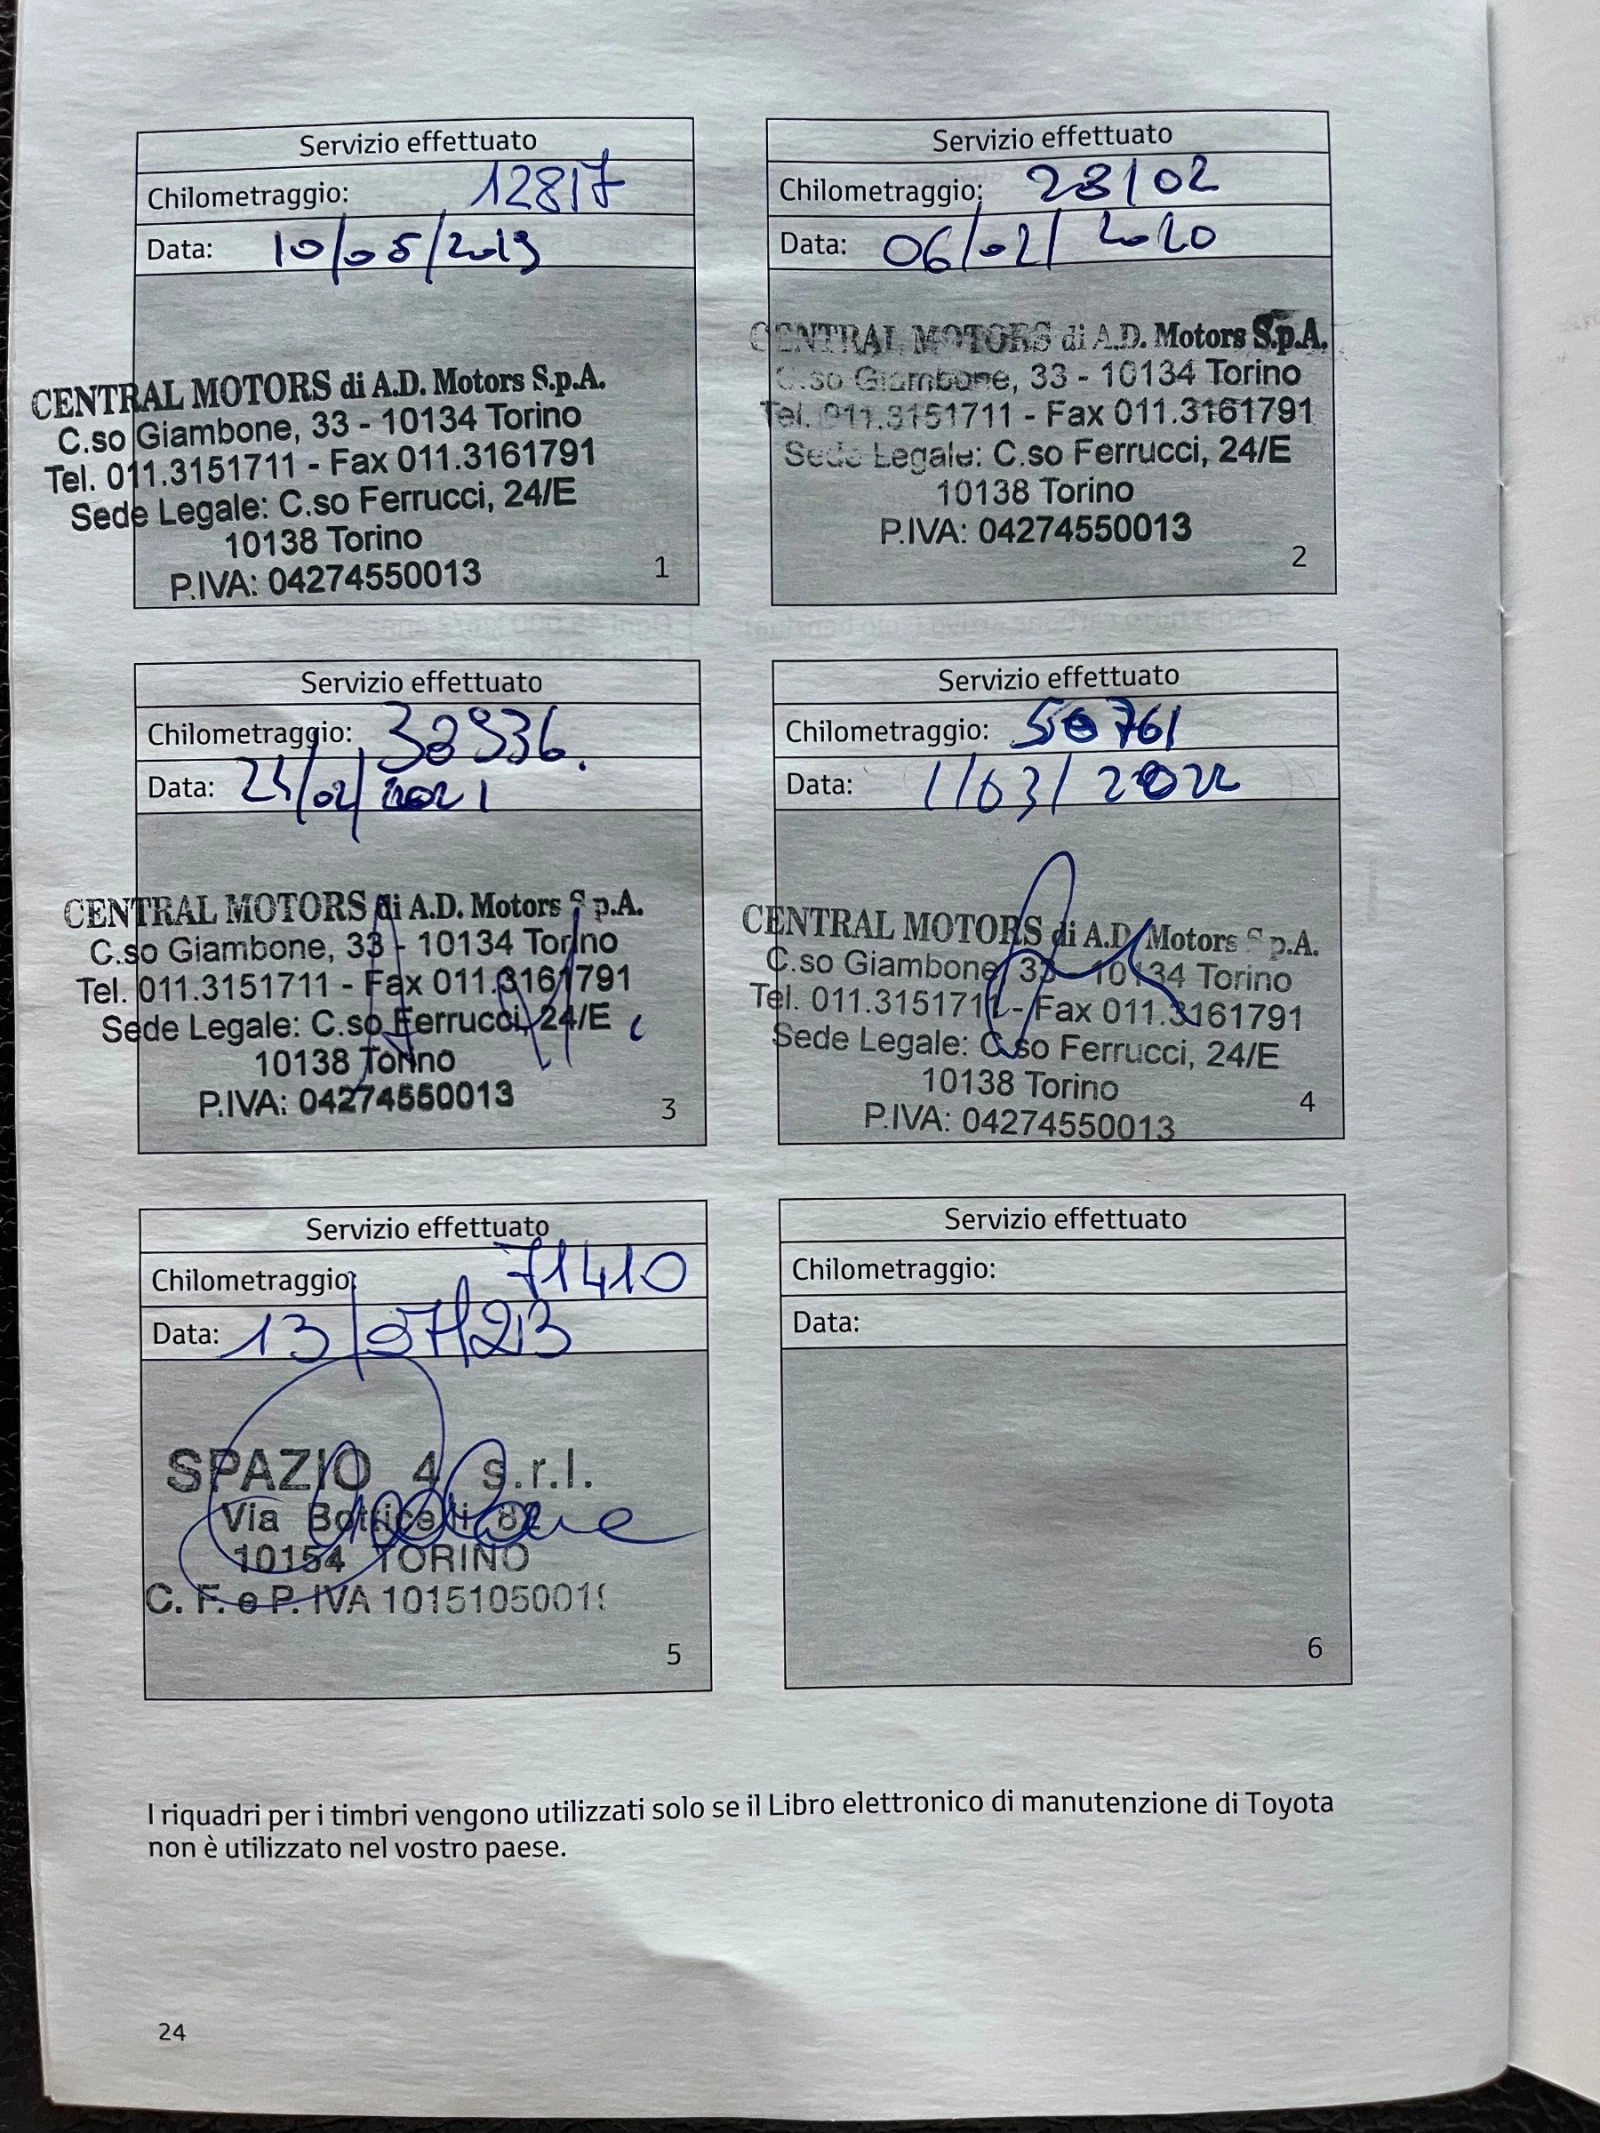 Servizio effettuato
Chilometraggio: 12817
Data: 10/05/2019
CENTRAL MOTORS di A.D. Motors S.p.A.
C.so Giambone, 33 - 10134 Torino
Tel. 011.3151711 - Fax 011.3161791
Sede Legale: C.so Ferrucci, 24/E
10138 Torino
P.IVA: 04274550013
1
Servizio effettuato
Chilometraggio: 28102
Data: 06/02/2020
CENTRAL MOTORS di A.D. Motors S.p.A.
C.so Giambone, 33 - 10134 Torino
Tel. 011.3151711 - Fax 011.3161791
Sede Legale: C.so Ferrucci, 24/E
10138 Torino
P.IVA: 04274550013
2
Servizio effettuato
Chilometraggio: 38936.
Data:
CENTRAL MOTORS di A.D. Motors S.p.A.
C.so Giambone, 33 - 10134 Torino
Tel. 011.3151711 - Fax 011.3161791
Sede Legale: C.so Ferrucci, 24/E
10138 Torino
P.IVA: 04274550013
3
Servizio effettuato
Chilometraggio: 50761
Data: 1/03/2022
CENTRAL MOTORS di A.D. Motors S.p.A.
C.so Giambone, 33 - 10134 Torino
Tel. 011.3151711 - Fax 011.3161791
Sede Legale: C.so Ferrucci, 24/E
10138 Torino
P.IVA: 04274550013
4
Servizio effettuato
Chilometraggio: 71410
Data: 13/07/23
SPAZIO 4 s.r.l.
Via Botticelli 82
10154 TORINO
C. F. e P. IVA
5
Servizio effettuato
Chilometraggio:
Data:
6
I riquadri per i timbri vengono utilizzati solo se il Libro elettronico di manutenzione di Toyota
non è utilizzato nel vostro paese.
24